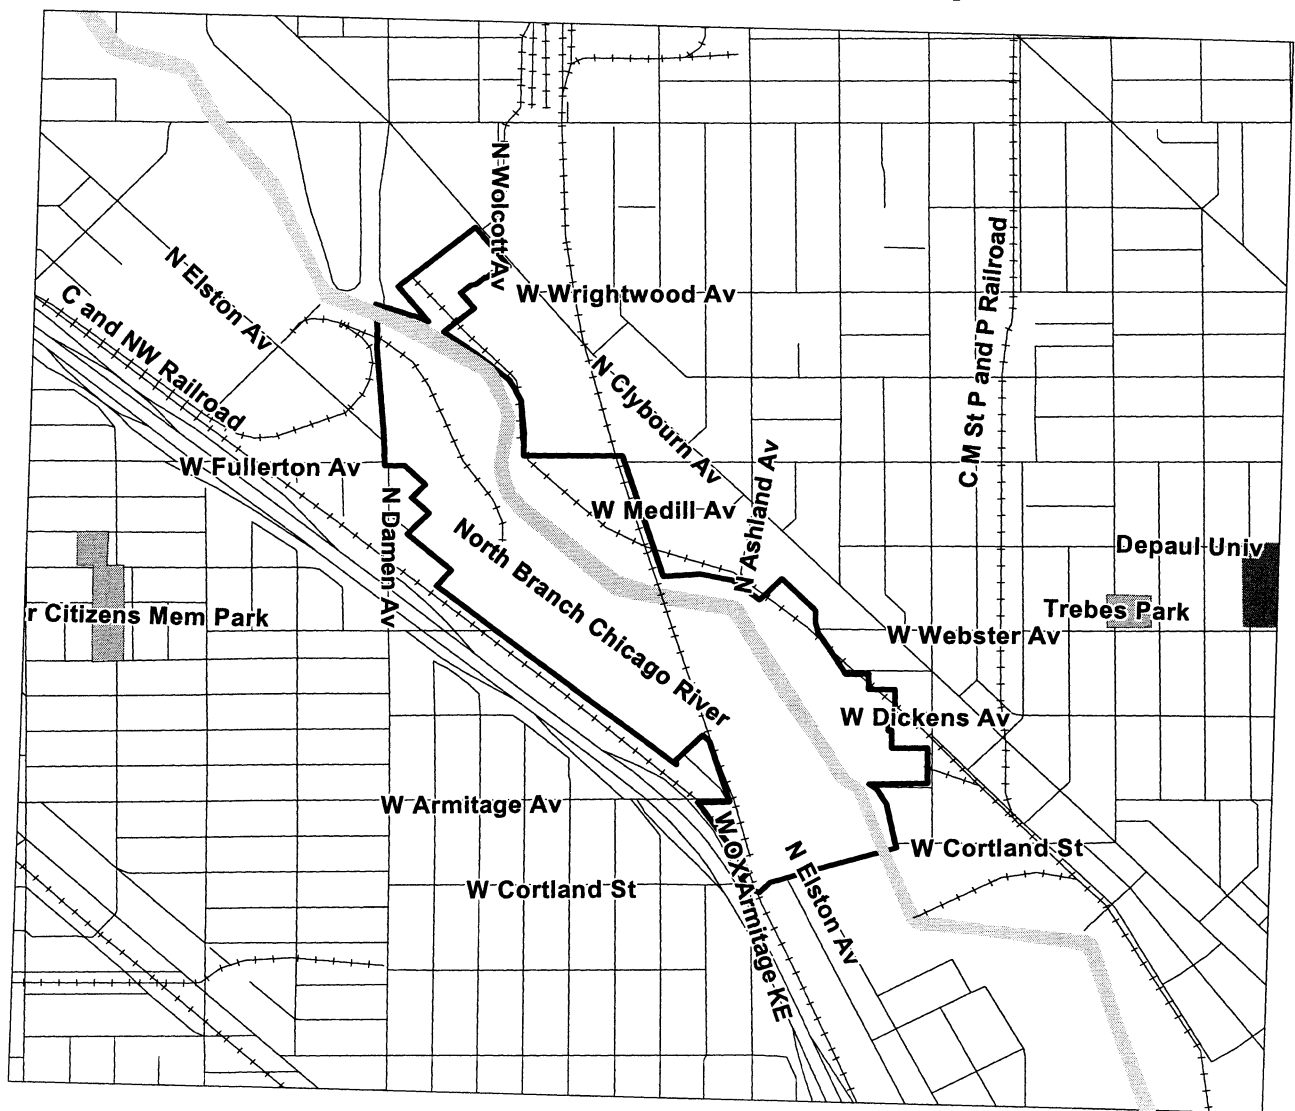 N Wolcott Av
N Elston Av
W Wrightwood Av
C and NW Railroad
C M St P and P Railroad
N Clybourn Av
W Fullerton Av
N Ashland Av
W Medill Av
N Damen Av
North Branch Chicago River
Depaul Univ
r Citizens Mem Park
Trebes Park
W Webster Av
W Dickens Av
W Armitage Av
W Cortland St
N Elston Av
W Cortland St
Armitage-KE